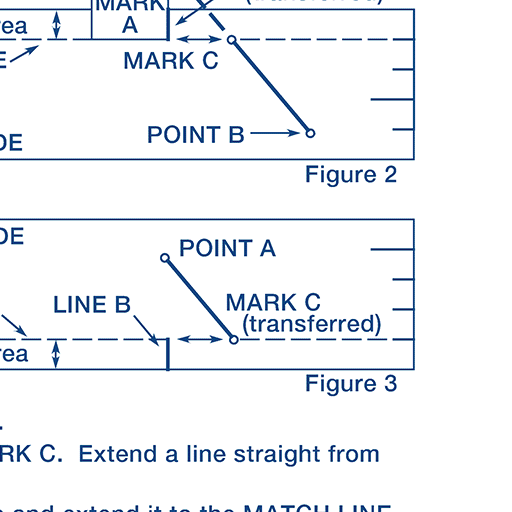 MARK
(transferred)
rea
A
MARK C
POINT B
DE
Figure 2
DE
POINT A
LINE B
MARK C
(transferred)
rea
Figure 3
RK C. Extend a line straight from
and extend it to the MATCH LINE